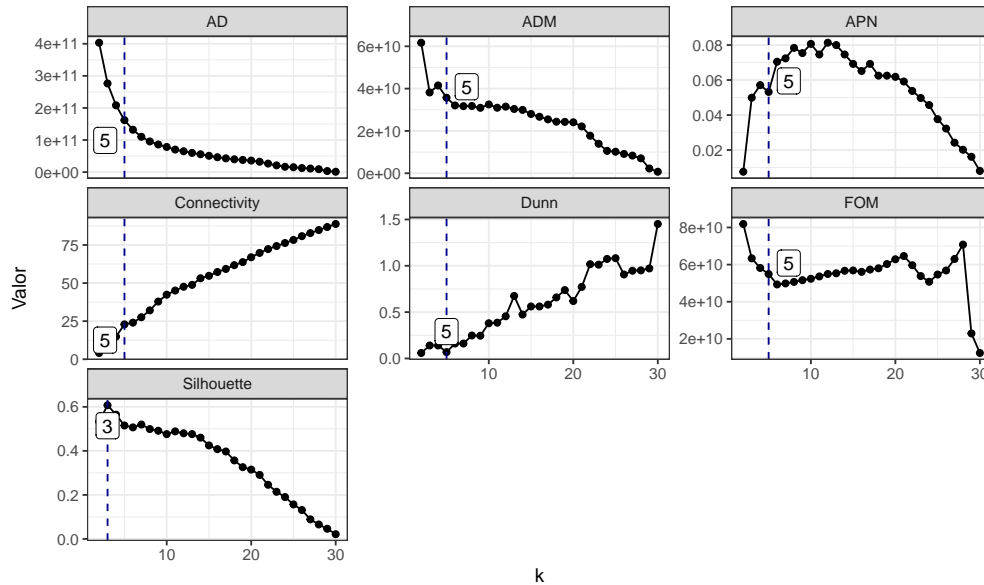 AD
ADM
APN
4e+11
3e+11
2e+11
1e+11
0e+00
5
6e+10
4e+10
2e+10
0e+00
5
0.08
0.06
0.04
0.02
5
Connectivity
Dunn
FOM
75
50
25
0
5
1.5
1.0
0.5
0.0
5
10
20
30
8e+10
6e+10
4e+10
2e+10
5
10
20
30
Silhouette
0.6
0.4
0.2
0.0
3
10
20
30
Valor
k